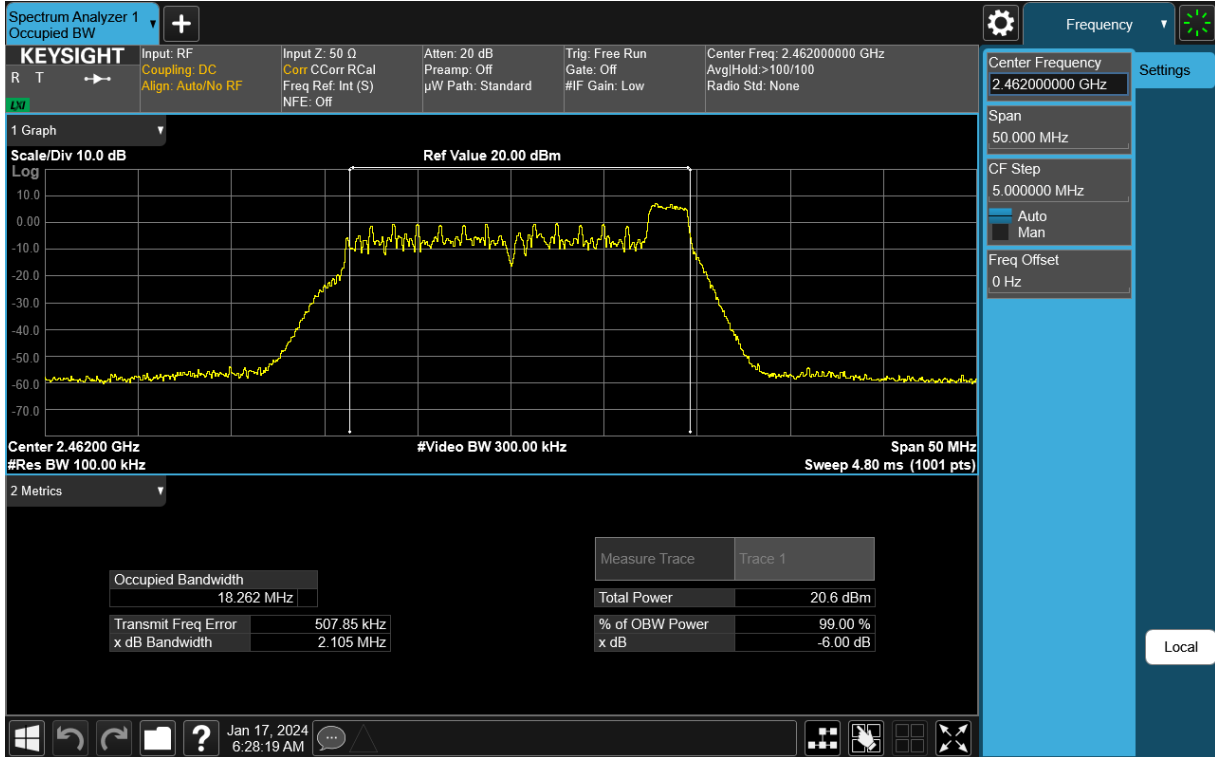 Spectrum Analyzer 1
Occupied BW
Frequency
KEYSIGHT
R T
LXI
Input: RF
Coupling: DC
Align: Auto/No RF
Input Z: 50 Ω
Corr CCorr RCal
Freq Ref: Int (S)
NFE: Off
Atten: 20 dB
Preamp: Off
µW Path: Standard
Trig: Free Run
Gate: Off
#IF Gain: Low
Center Freq: 2.462000000 GHz
Avg|Hold:>100/100
Radio Std: None
Center Frequency
2.462000000 GHz
Settings
Span
50.000 MHz
CF Step
5.000000 MHz
Auto
Man
Freq Offset
0 Hz
Local
1 Graph
Scale/Div 10.0 dB
Ref Value 20.00 dBm
Log
10.0
0.00
-10.0
-20.0
-30.0
-40.0
-50.0
-60.0
-70.0
Center 2.46200 GHz
#Video BW 300.00 kHz
Span 50 MHz
#Res BW 100.00 kHz
Sweep 4.80 ms (1001 pts)
2 Metrics
Measure Trace
Trace 1
Occupied Bandwidth
18.262 MHz
Total Power
20.6 dBm
Transmit Freq Error
507.85 kHz
% of OBW Power
99.00 %
x dB Bandwidth
2.105 MHz
x dB
-6.00 dB
?
Jan 17, 2024
6:28:19 AM